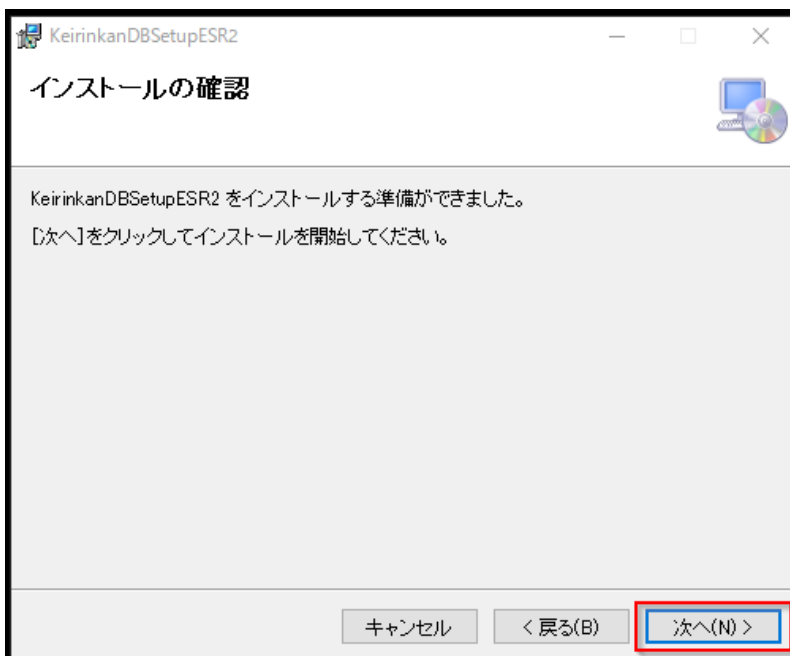 KeirinkanDBSetupESR2
インストールの確認
KeirinkanDBSetupESR2 をインストールする準備ができました。
[次へ]をクリックしてインストールを開始してください。
キャンセル
< 戻る(B)
次へ(N) >